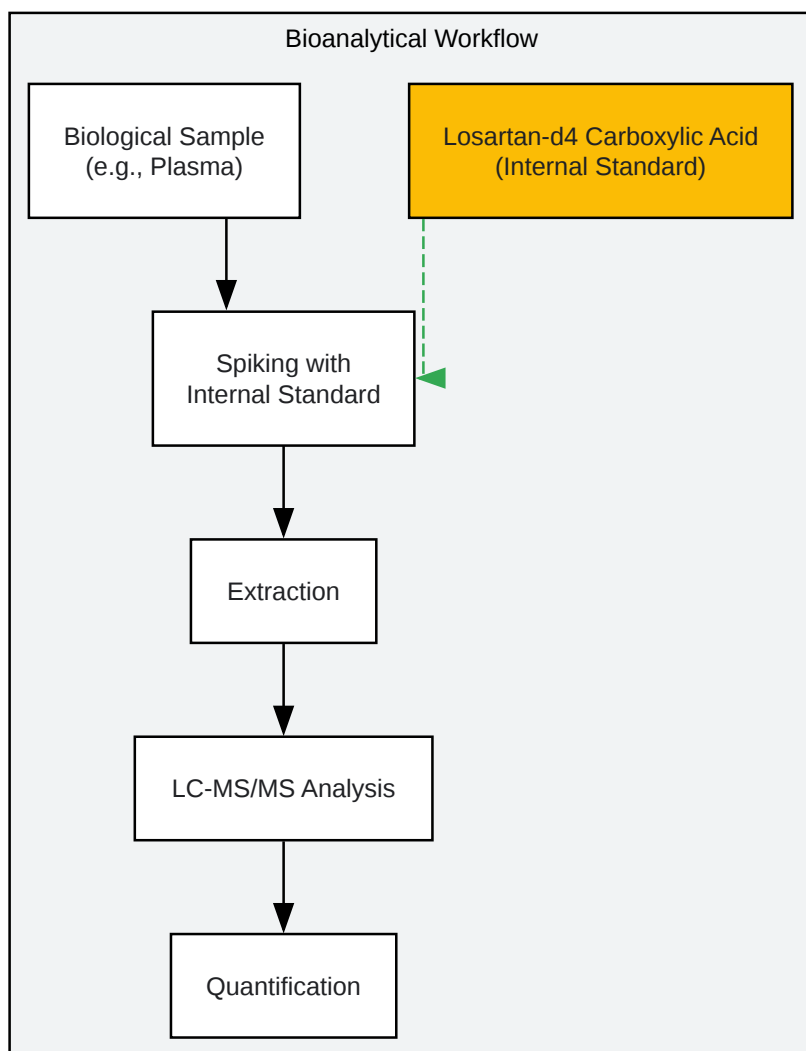 Bioanalytical Workflow
Biological Sample
(e.g., Plasma)
Losartan-d4 Carboxylic Acid
(Internal Standard)
Spiking with
Internal Standard
Extraction
LC-MS/MS Analysis
Quantification